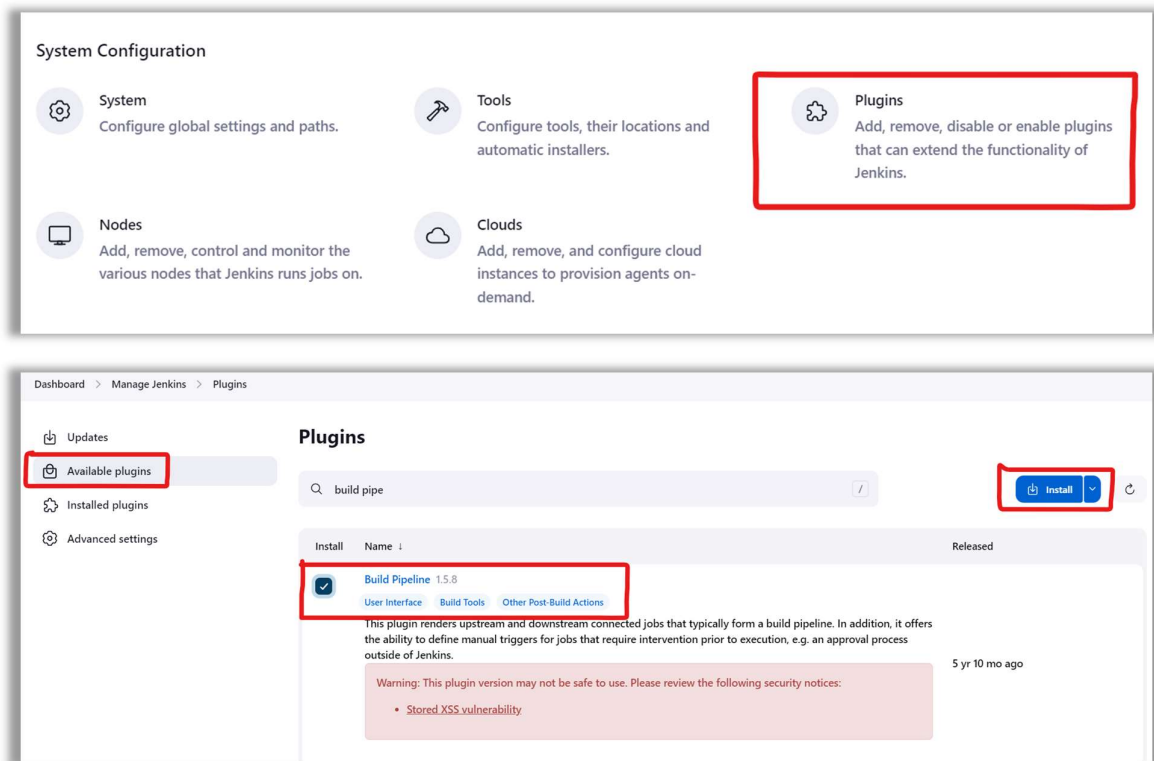 System Configuration
System
Configure global settings and paths.
Tools
Configure tools, their locations and
automatic installers.
Plugins
Add, remove, disable or enable plugins
that can extend the functionality of
Jenkins.
Nodes
Add, remove, control and monitor the
various nodes that Jenkins runs jobs on.
Clouds
Add, remove, and configure cloud
instances to provision agents on-
demand.
Dashboard > Manage Jenkins > Plugins
Updates
Available plugins
Installed plugins
Advanced settings
Plugins
build pipe /
Install
Install Name ↓ Released
Build Pipeline 1.5.8
User Interface Build Tools Other Post-Build Actions
This plugin renders upstream and downstream connected jobs that typically form a build pipeline. In addition, it offers
the ability to define manual triggers for jobs that require intervention prior to execution, e.g. an approval process
outside of Jenkins.
5 yr 10 mo ago
Warning: This plugin version may not be safe to use. Please review the following security notices:
• Stored XSS vulnerability